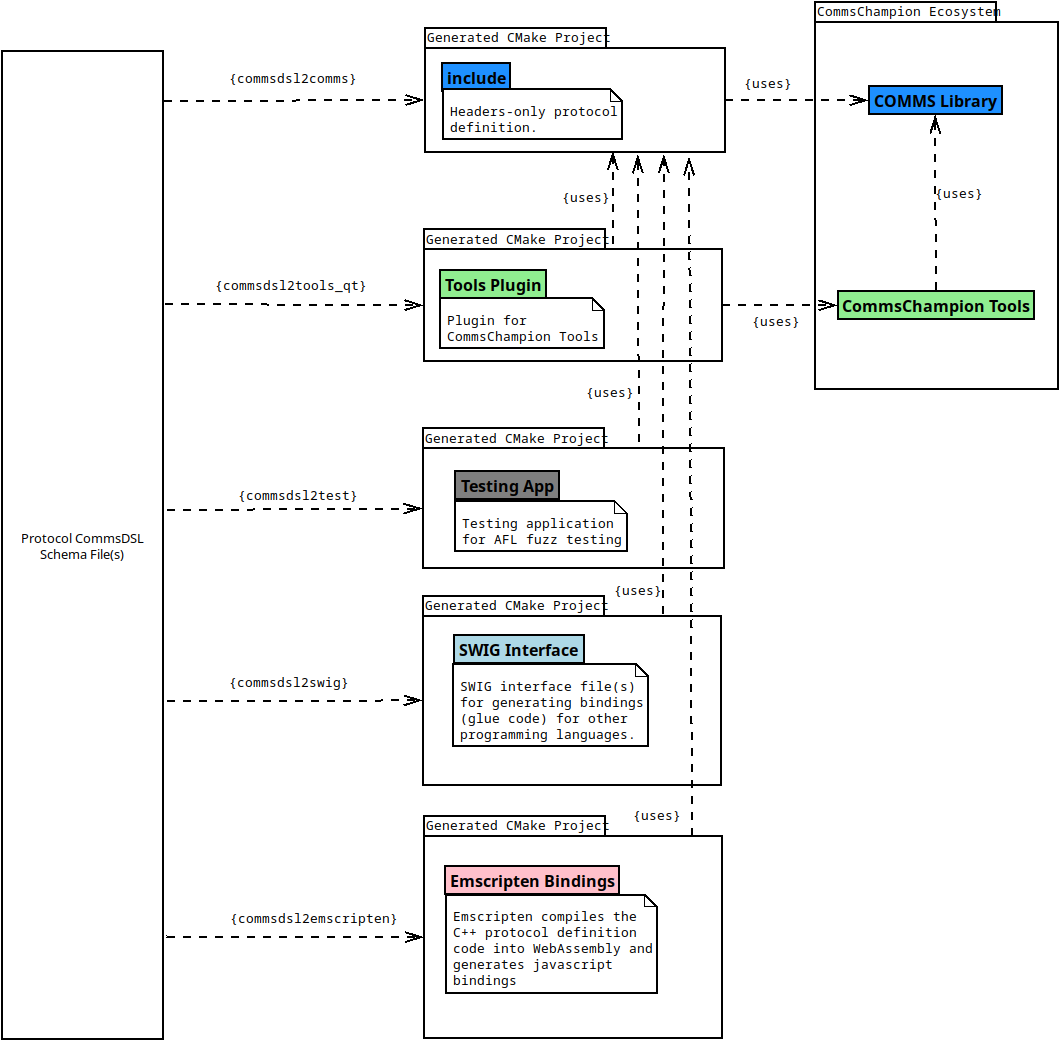 CommsChampion Ecosystem
Generated CMake Project
{commsdsl2comms}
include
Headers-only protocol
definition.
{uses}
COMMS Library
{uses}
{uses}
Generated CMake Project
{commsdsl2tools_qt}
Tools Plugin
Plugin for
CommsChampion Tools
CommsChampion Tools
{uses}
{uses}
Generated CMake Project
{commsdsl2test}
Testing App
Testing application
for AFL fuzz testing
Protocol CommsDSL
Schema File(s)
{uses}
Generated CMake Project
{commsdsl2swig}
SWIG Interface
SWIG interface file(s)
for generating bindings
(glue code) for other
programming languages.
{uses}
Generated CMake Project
{commsdsl2emscripten}
Emscripten Bindings
Emscripten compiles the
C++ protocol definition
code into WebAssembly and
generates javascript
bindings